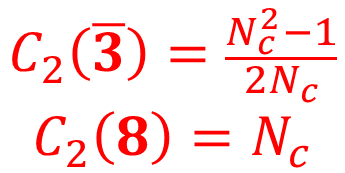 C₂(𝟑̅) = (N_c² − 1) / (2N_c)
C₂(𝟖) = N_c